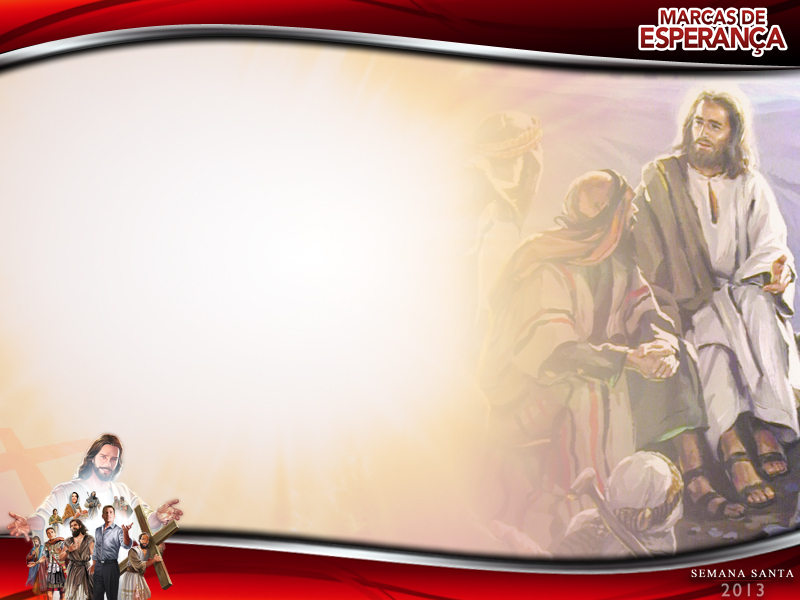 MARCAS DE
ESPERANÇA
SEMANA SANTA
2013